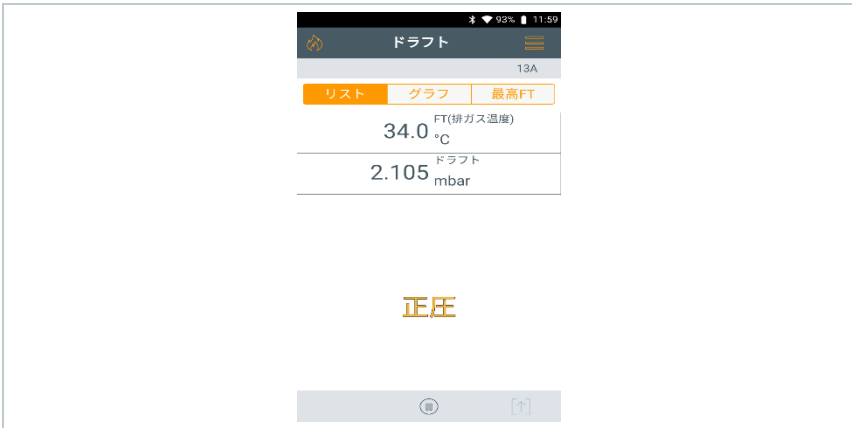 93% 11:59
ドラフト
13A
リスト グラフ 最高FT
34.0 FT(排ガス温度)
°C
2.105 ドラフト
mbar
正圧